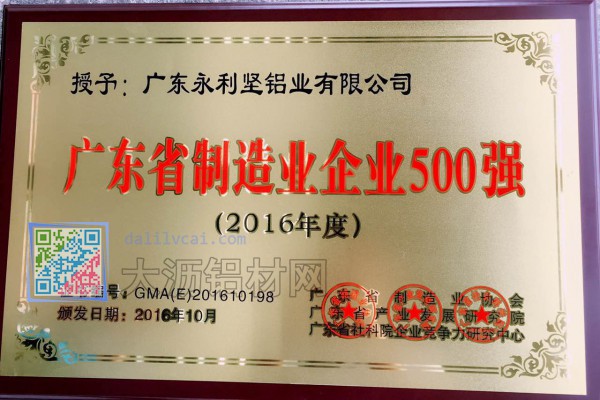 授予：广东永利坚铝业有限公司
广东省制造业企业500强
（2016年度）
dalilvcai.com
大沥铝材网
编号：GMA(E)201610198
颁发日期：2016年10月
广东省制造业协会
广东省产业发展研究院
广东省社科院企业竞争力研究中心